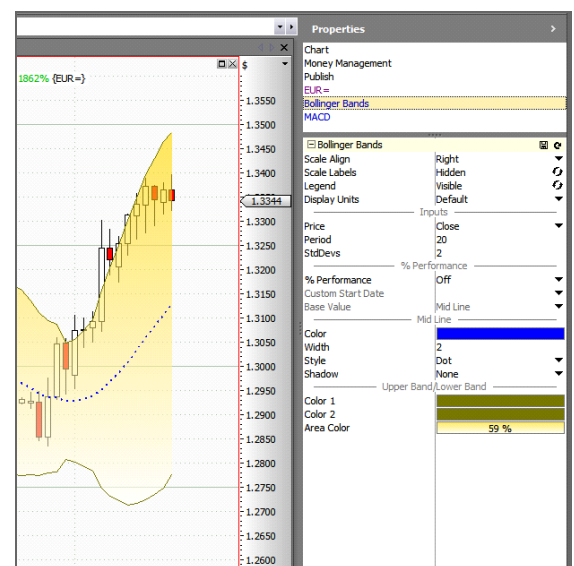 Properties
$
1862% {EUR=}
1.3550
1.3500
1.3450
1.3400
1.3344
1.3300
1.3250
1.3200
1.3150
1.3100
1.3050
1.3000
1.2950
1.2900
1.2850
1.2800
1.2750
1.2700
1.2650
1.2600
Chart
Money Management
Publish
EUR=
Bollinger Bands
MACD
Bollinger Bands
Scale Align Right
Scale Labels Hidden
Legend Visible
Display Units Default
Inputs
Price Close
Period 20
StdDevs 2
% Performance
% Performance Off
Custom Start Date
Base Value Mid Line
Mid Line
Color
Width 2
Style Dot
Shadow None
Upper Band/Lower Band
Color 1
Color 2
Area Color 59 %